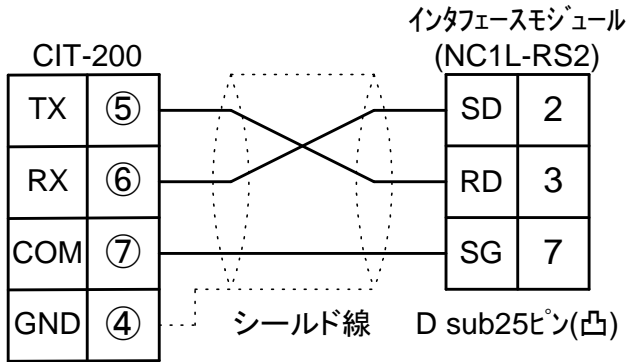 インタフェースモジュール
CIT-200 (NC1L-RS2)
TX ⑤ SD 2
RX ⑥ RD 3
COM ⑦ SG 7
GND ④ シールド線 D sub25ピン(凸)